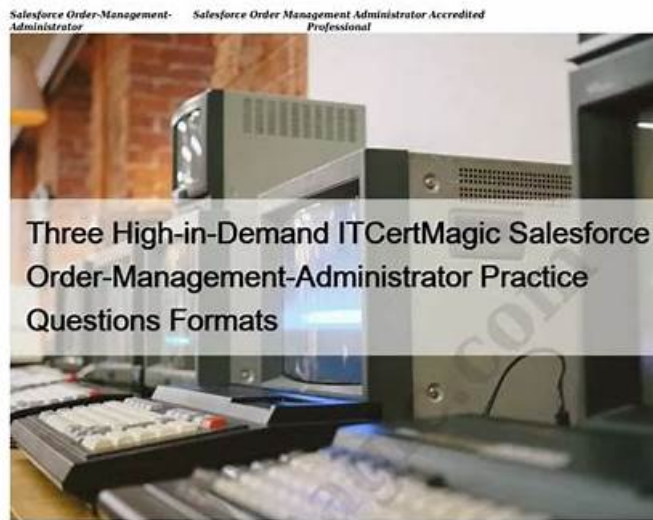 Salesforce Order-Management-Administrator Salesforce Order Management Administrator Accredited Professional
Three High-in-Demand ITCertMagic Salesforce
Order-Management-Administrator Practice
Questions Formats